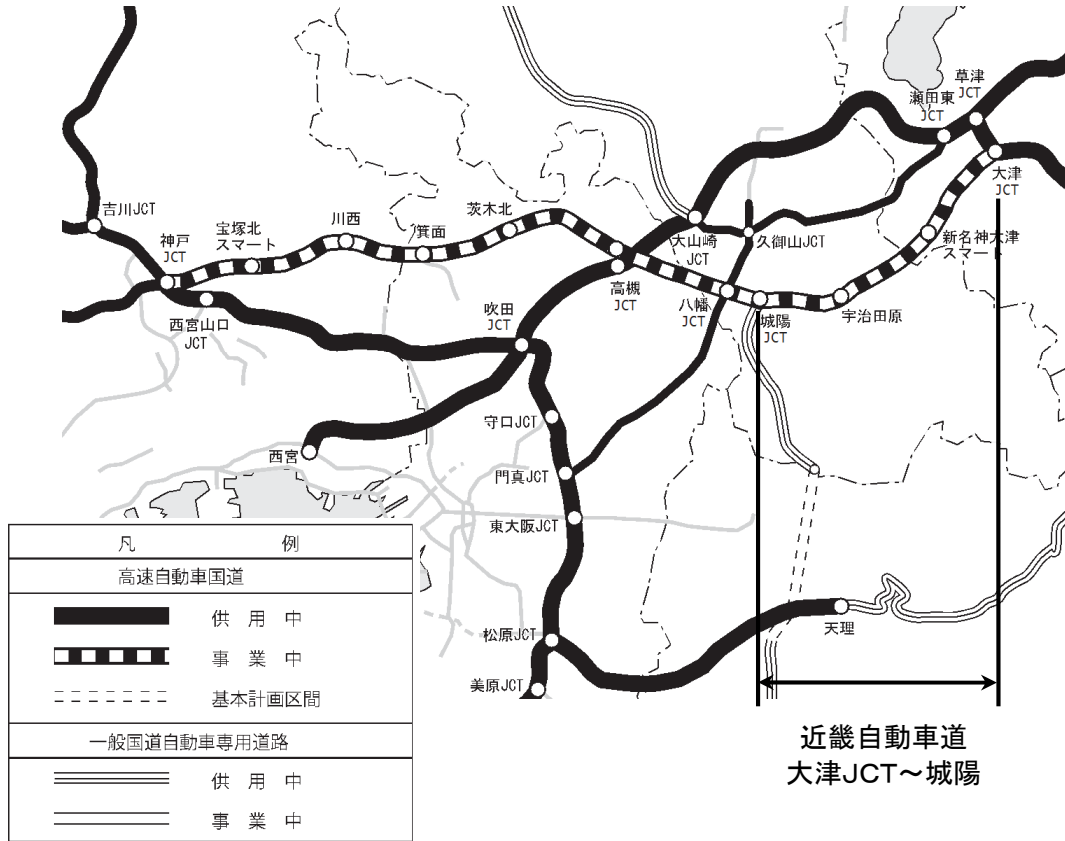 草津
JCT
瀬田東
JCT
大津
JCT
吉川JCT
神戸
JCT
宝塚北
スマート
川西
箕面
茨木北
大山崎
JCT
久御山JCT
新名神大津
スマート
西宮山口
JCT
吹田
JCT
高槻
JCT
八幡
JCT
城陽
JCT
宇治田原
守口JCT
西宮
門真JCT
東大阪JCT
天理
松原JCT
美原JCT
凡 例
高速自動車国道
供 用 中
事 業 中
基本計画区間
一般国道自動車専用道路
供 用 中
事 業 中
近畿自動車道
大津JCT～城陽